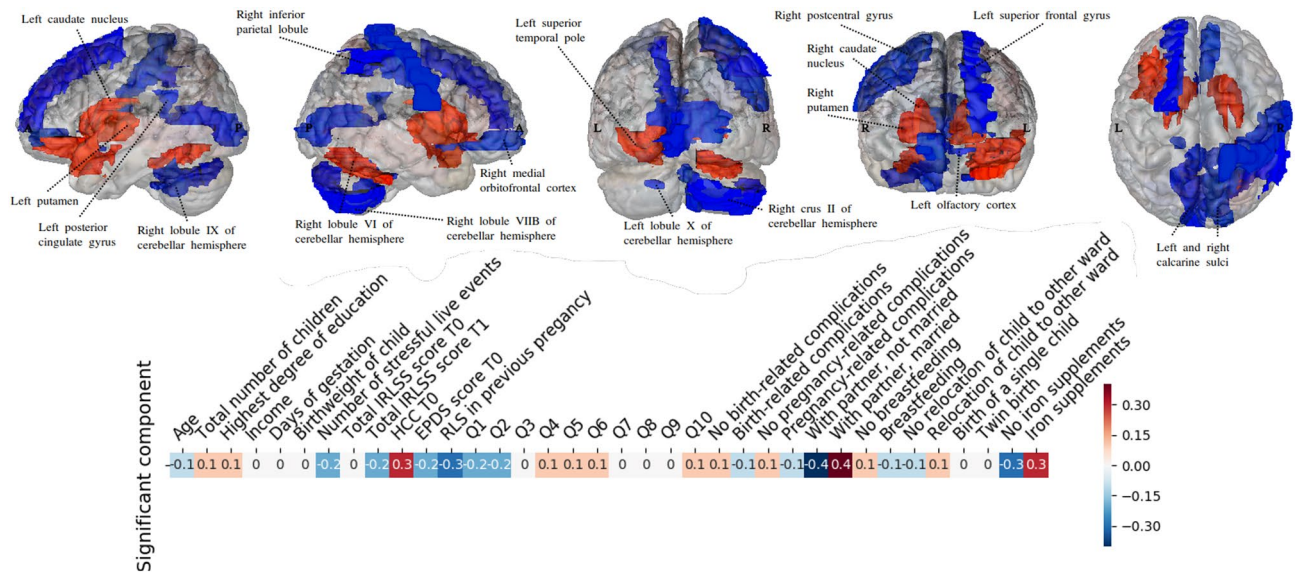 Left caudate nucleus
Right inferior
parietal lobule
Left superior
temporal pole
Right postcentral gyrus
Left superior frontal gyrus
Right caudate
nucleus
Right
putamen
A
P
P
A
L
R
R
L
L
R
Left putamen
Left posterior
cingulate gyrus
Right lobule IX of
cerebellar hemisphere
Right lobule VI of
cerebellar hemisphere
Right lobule VIIB of
cerebellar hemisphere
Right medial
orbitofrontal cortex
Left lobule X of
cerebellar hemisphere
Right crus II of
cerebellar hemisphere
Left olfactory cortex
Left and right
calcarine sulci
Significant component
Age
Total number of children
Highest degree of education
Income
Days of gestation
Birthweight of child
Number of stressful live events
Total IRLSS score T0
Total IRLSS score T1
HCC T0
EPDS score T0
RLS in previous pregancy
Q1
Q2
Q3
Q4
Q5
Q6
Q7
Q8
Q9
Q10
No birth-related complications
Birth-related complications
No pregnancy-related complications
Pregnancy-related complications
With partner, not married
With partner, married
No breastfeeding
Breastfeeding
No relocation of child to other ward
Relocation of child to other ward
Birth of a single child
Twin birth
No iron supplements
Iron supplements
-0.1 0.1 0.1 0 0 0 -0.2 0 -0.2 0.3 -0.2 -0.3 -0.2 -0.2 0 0.1 0.1 0.1 0 0 0 0.1 0.1 -0.1 0.1 -0.1 -0.4 0.4 0.1 -0.1 -0.1 0.1 0 0 -0.3 0.3
0.30
0.15
0.00
−0.15
−0.30